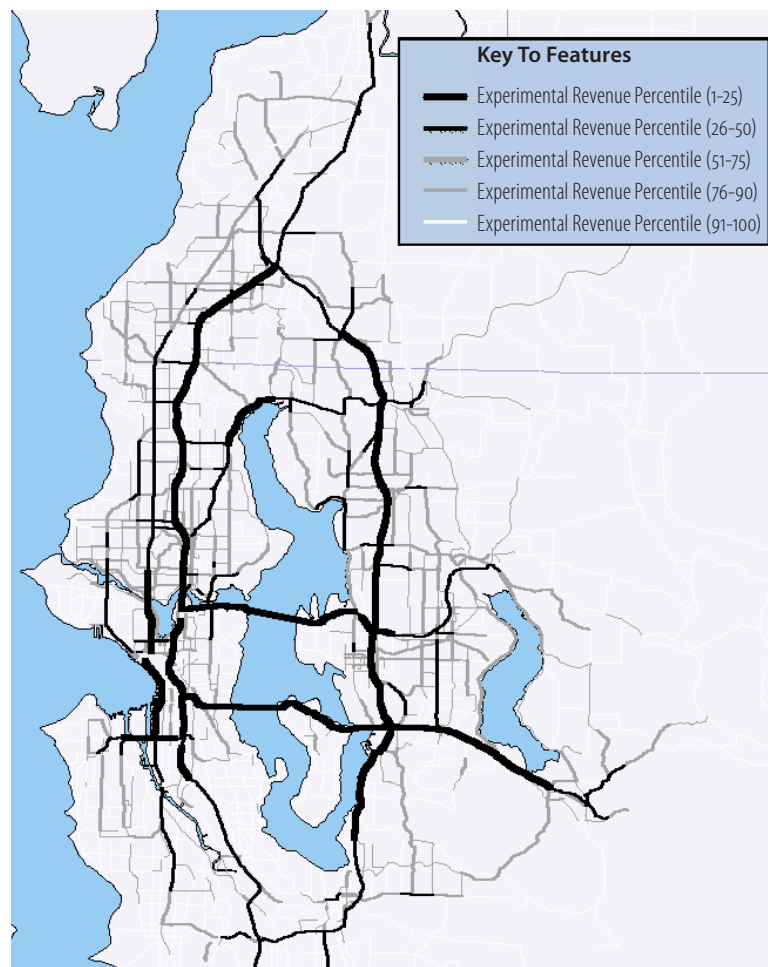 Key To Features
Experimental Revenue Percentile (1-25)
Experimental Revenue Percentile (26-50)
Experimental Revenue Percentile (51-75)
Experimental Revenue Percentile (76-90)
Experimental Revenue Percentile (91-100)